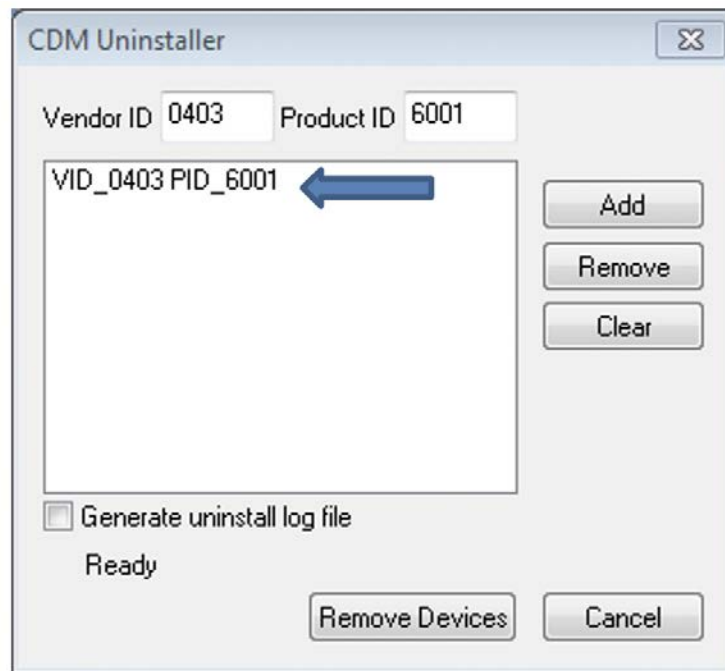 CDM Uninstaller
Vendor ID 0403 Product ID 6001
VID_0403 PID_6001
Add
Remove
Clear
Generate uninstall log file
Ready
Remove Devices Cancel